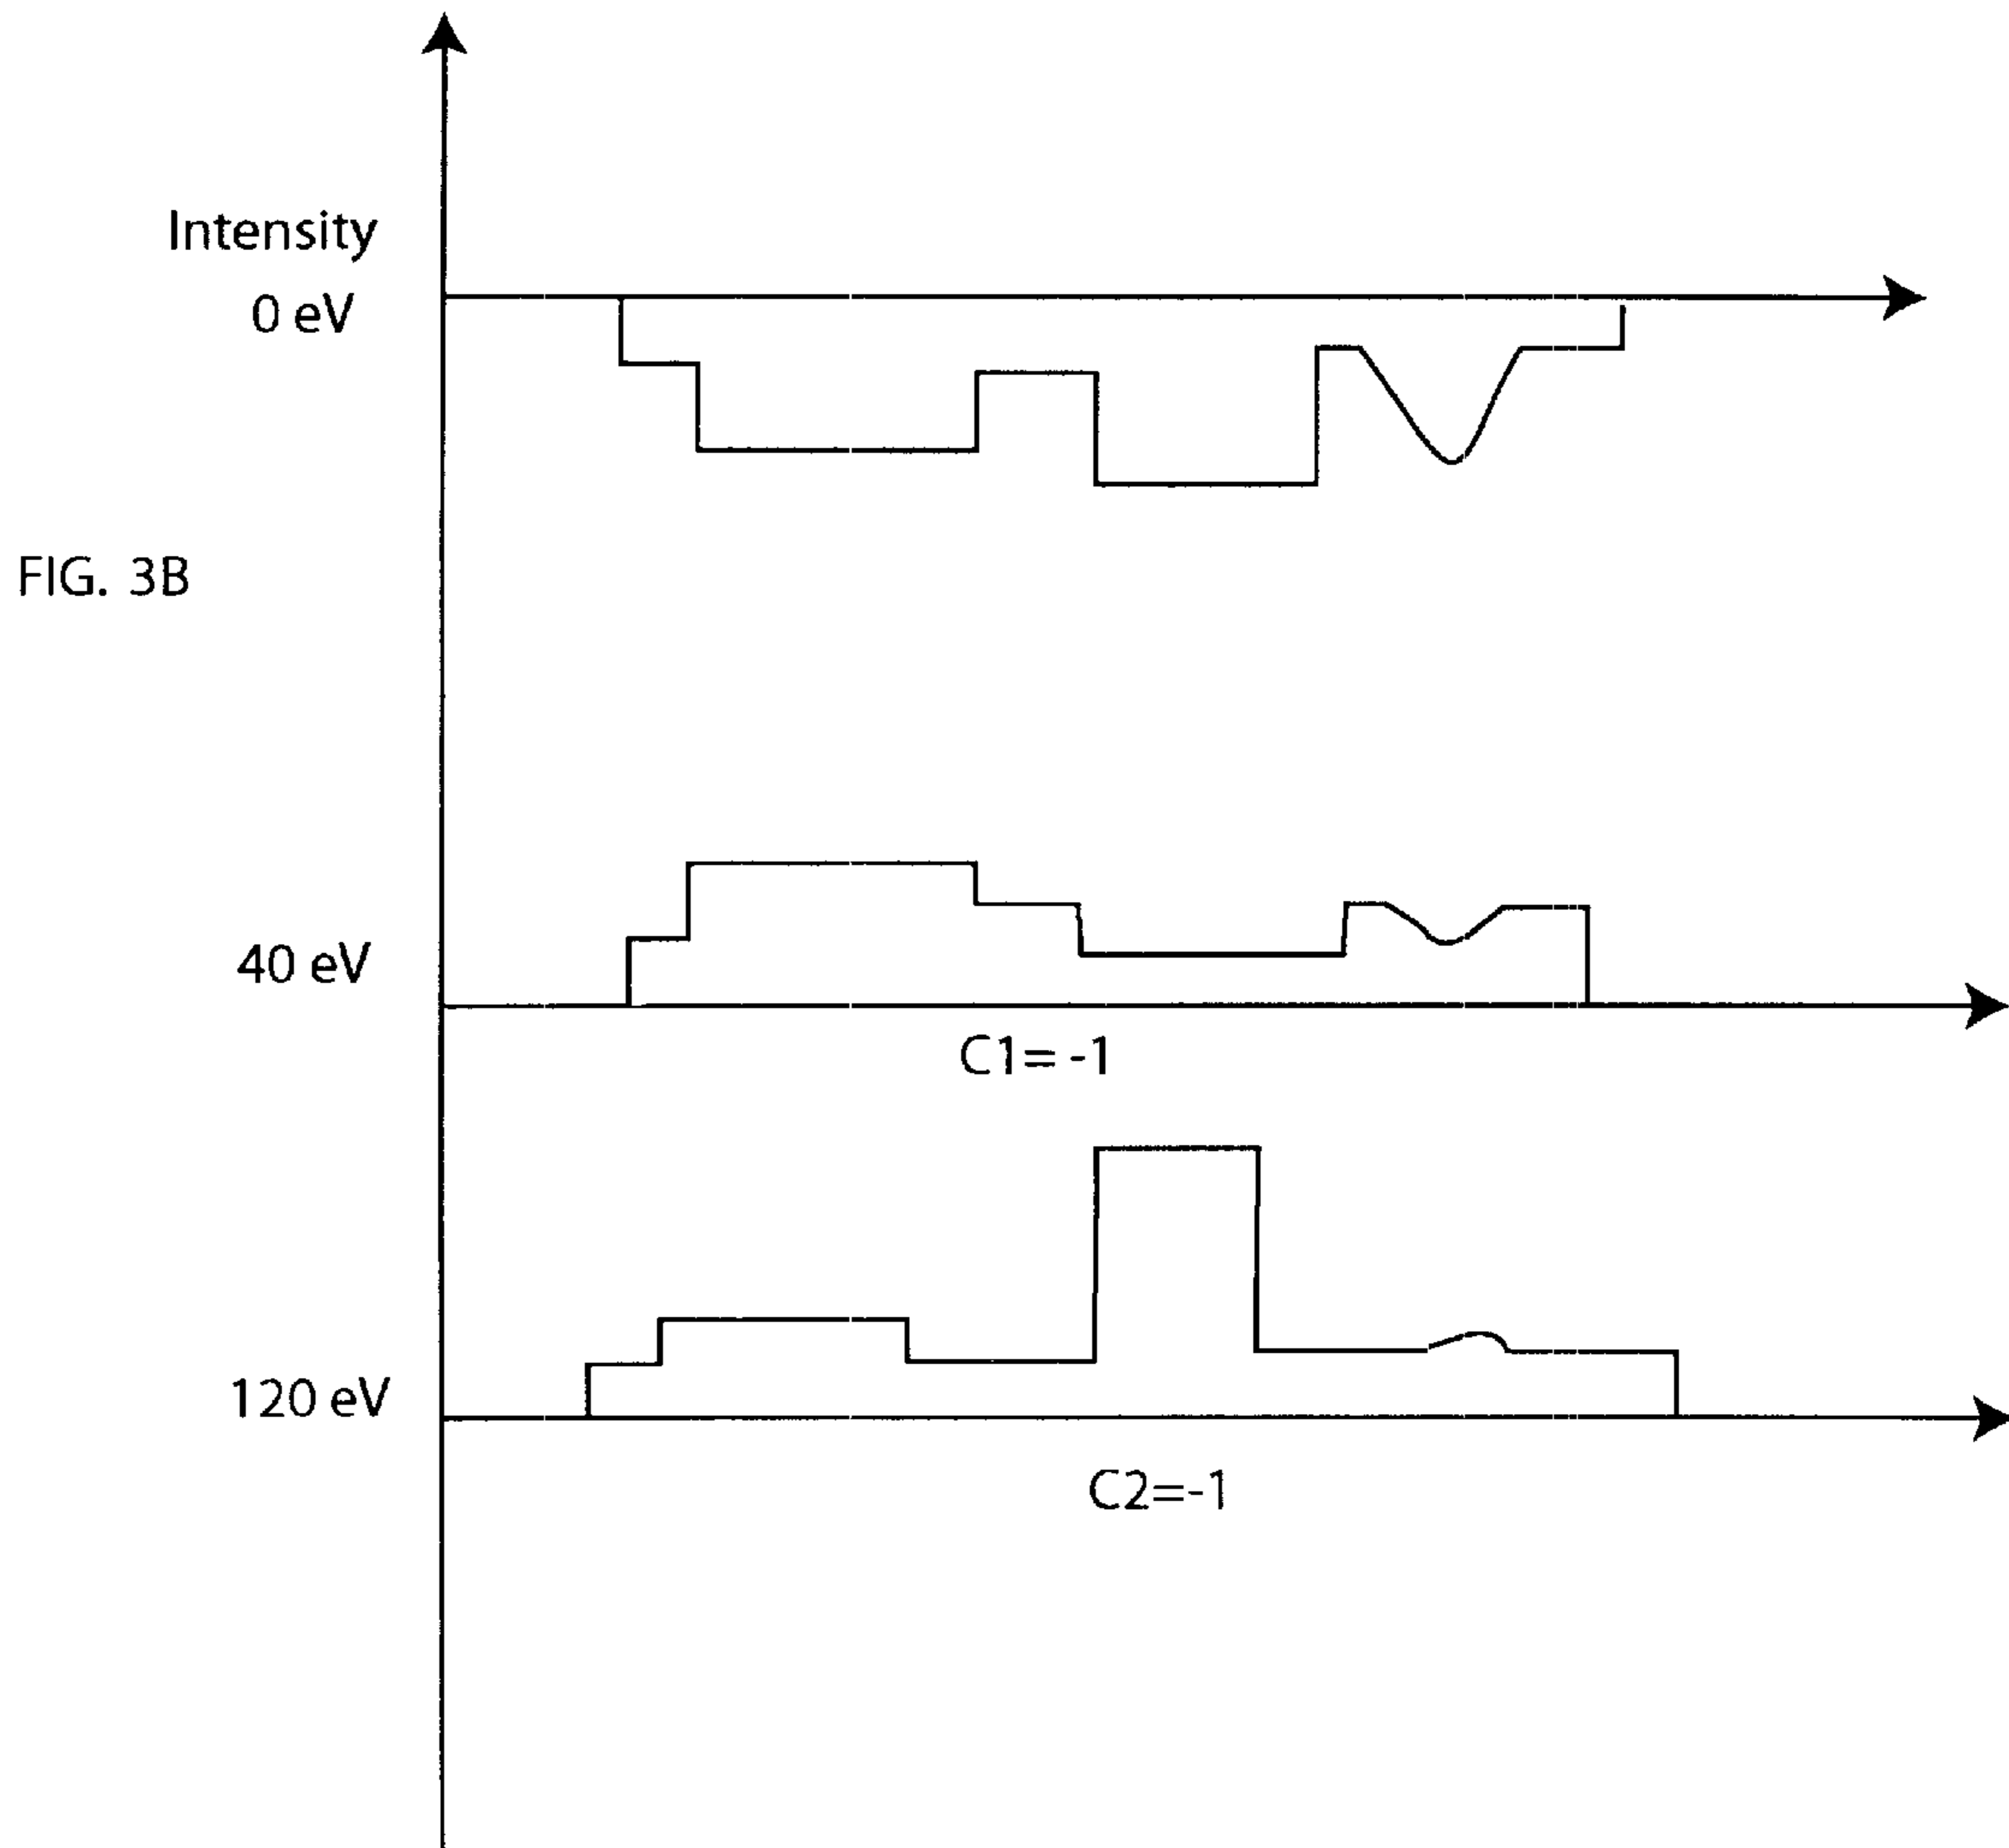 Intensity
0 eV
FIG. 3B
40 eV
C1= -1
120 eV
C2=-1